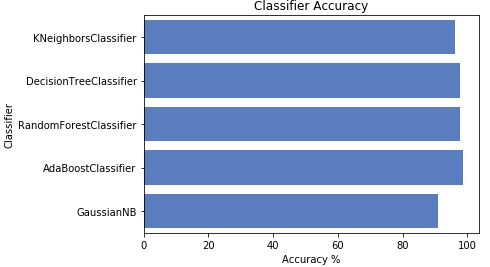 Classifier Accuracy
KNeighborsClassifier
DecisionTreeClassifier
RandomForestClassifier
AdaBoostClassifier
GaussianNB
Classifier
0 20 40 60 80 100
Accuracy %